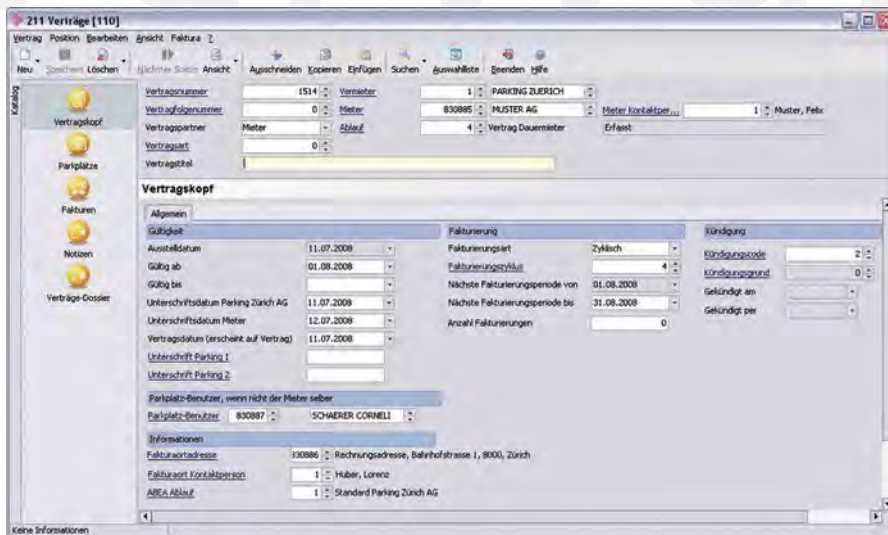 211 Verträge [110]
Vertrag Position Bearbeiten Ansicht Faktura ?
Neu Speichern Löschen Nächster Status Ansicht Ausschneiden Kopieren Einfügen Suchen Auswahlliste Beenden Hilfe
Katalog
Vertragskopf
Parkplätze
Fakturen
Notizen
Verträge-Dossier
Vertragsnummer 1514 Vermieter 1 PARKING ZUERICH
Vertragfolgenummer 0 Mieter 830885 MUSTER AG Mieter Kontaktper... 1 Muster, Felix
Vertragspartner Mieter Ablauf 4 Vertrag Dauermieter Erfasst
Vertragsart 0
Vertragstitel
Vertragskopf
Allgemein
Gültigkeit Fakturierung Kündigung
Ausstelldatum 11.07.2008 Fakturierungsart Zyklisch Kündigungscode 2
Gültig ab 01.08.2008 Fakturierungszyklus 4 Kündigungsgrund 0
Gültig bis Nächste Fakturierungsperiode von 01.08.2008 Gekündigt am
Unterschriftsdatum Parking Zürich AG 11.07.2008 Nächste Fakturierungsperiode bis 31.08.2008 Gekündigt per
Unterschriftsdatum Mieter 12.07.2008 Anzahl Fakturierungen 0
Vertragsdatum (erscheint auf Vertrag) 11.07.2008
Unterschrift Parking 1
Unterschrift Parking 2
Parkplatz-Benutzer, wenn nicht der Mieter selber
Parkplatz-Benutzer 830887 SCHAERER CORNELI
Informationen
Fakturaortadresse 830886 Rechnungsadresse, Bahnhofstrasse 1, 8000, Zürich
Fakturaort Kontaktperson 1 Huber, Lorenz
ABEA Ablauf 1 Standard Parking Zürich AG
Keine Informationen